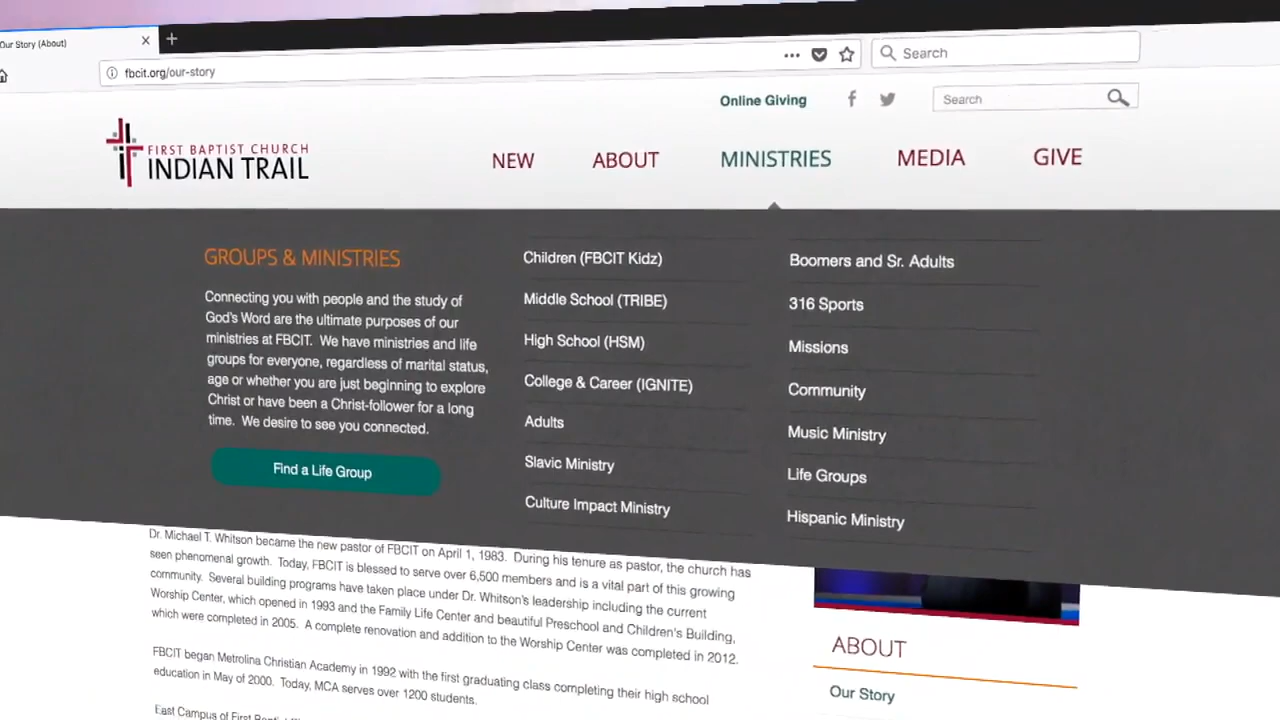 Our Story (About)
fbcit.org/our-story
Search
Online Giving
Search
FIRST BAPTIST CHURCH
INDIAN TRAIL
NEW
ABOUT
MINISTRIES
MEDIA
GIVE
GROUPS & MINISTRIES
Connecting you with people and the study of
God's Word are the ultimate purposes of our
ministries at FBCIT. We have ministries and life
groups for everyone, regardless of marital status,
age or whether you are just beginning to explore
Christ or have been a Christ-follower for a long
time. We desire to see you connected.
Find a Life Group
Children (FBCIT Kidz)
Middle School (TRIBE)
High School (HSM)
College & Career (IGNITE)
Adults
Slavic Ministry
Culture Impact Ministry
Boomers and Sr. Adults
316 Sports
Missions
Community
Music Ministry
Life Groups
Hispanic Ministry
Dr. Michael T. Whitson became the new pastor of FBCIT on April 1, 1983. During his tenure as pastor, the church has
seen phenomenal growth. Today, FBCIT is blessed to serve over 6,500 members and is a vital part of this growing
community. Several building programs have taken place under Dr. Whitson's leadership including the current
Worship Center, which opened in 1993 and the Family Life Center and beautiful Preschool and Children's Building,
which were completed in 2005. A complete renovation and addition to the Worship Center was completed in 2012.
FBCIT began Metrolina Christian Academy in 1992 with the first graduating class completing their high school
education in May of 2000. Today, MCA serves over 1200 students.
East Campus of First
ABOUT
Our Story